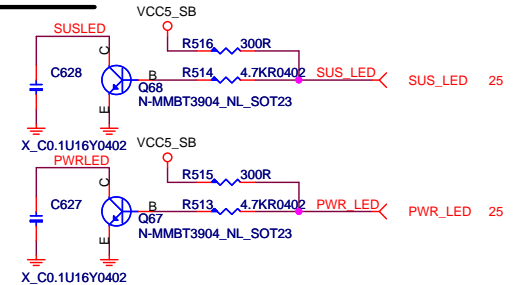 VCC5_SB
SUSLED
R516 300R
C
C628
R514 4.7KR0402 SUS_LED SUS_LED 25
B
Q68
N-MMBT3904_NL_SOT23
E
X_C0.1U16Y0402
VCC5_SB
PWRLED
R515 300R
C
C627
R513 4.7KR0402 PWR_LED PWR_LED 25
B
Q67
N-MMBT3904_NL_SOT23
E
X_C0.1U16Y0402